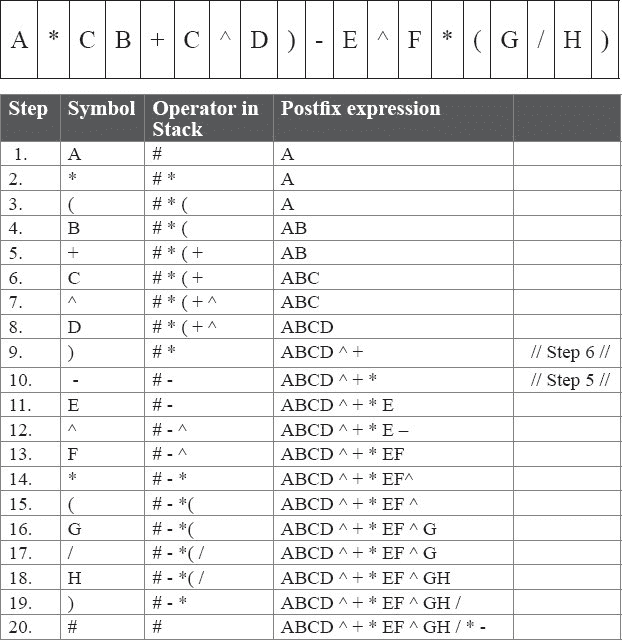 A * C B + C ^ D ) - E ^ F * ( G / H )
Step Symbol Operator in Stack Postfix expression
1. A # A
2. * # * A
3. ( # * ( A
4. B # * ( AB
5. + # * ( + AB
6. C # * ( + ABC
7. ^ # * ( + ^ ABC
8. D # * ( + ^ ABCD
9. ) # * ABCD ^ + // Step 6 //
10. - # - ABCD ^ + * // Step 5 //
11. E # - ABCD ^ + * E
12. ^ # - ^ ABCD ^ + * E –
13. F # - ^ ABCD ^ + * EF
14. * # - * ABCD ^ + * EF^
15. ( # - *( ABCD ^ + * EF ^
16. G # - *( ABCD ^ + * EF ^ G
17. / # - *( / ABCD ^ + * EF ^ G
18. H # - *( / ABCD ^ + * EF ^ GH
19. ) # - * ABCD ^ + * EF ^ GH /
20. # # ABCD ^ + * EF ^ GH / * -